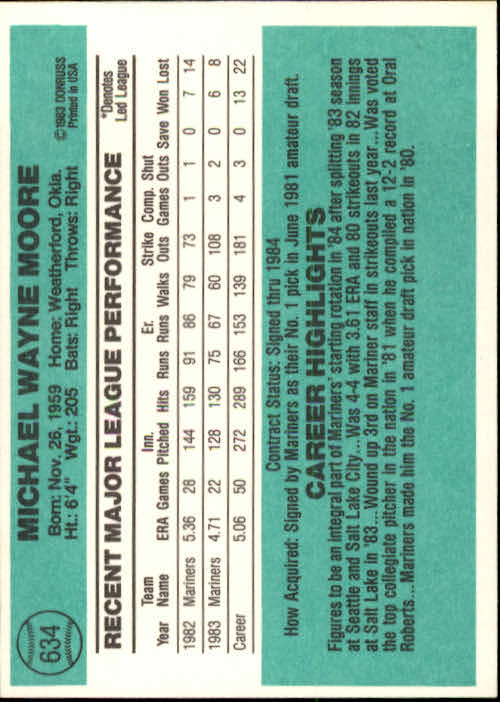 634
MICHAEL WAYNE MOORE
Born: Nov. 26, 1959 Home: Weatherford, Okla.
Ht.: 6'4" Wgt.: 205 Bats: Right Throws: Right
©1983 DONRUSS
Printed in USA
RECENT MAJOR LEAGUE PERFORMANCE
*Denotes
Led League
Team Inn. Er. Strike Comp. Shut
Year Name ERA Games Pitched Hits Runs Runs Walks Outs Games Outs Save Won Lost
1982 Mariners 5.36 28 144 159 91 86 79 73 1 1 0 7 14
1983 Mariners 4.71 22 128 130 75 67 60 108 3 2 0 6 8
Career 5.06 50 272 289 166 153 139 181 4 3 0 13 22
Contract Status: Signed thru 1984
How Acquired: Signed by Mariners as their No. 1 pick in June 1981 amateur draft.
CAREER HIGHLIGHTS
Figures to be an integral part of Mariners' starting rotation in '84 after splitting '83 season
at Seattle and Salt Lake City...Was 4-4 with 3.61 ERA and 80 strikeouts in 82 innings
at Salt Lake in '83...Wound up 3rd on Mariner staff in strikeouts last year...Was voted
the top collegiate pitcher in the nation in '81 when he complied a 12-2 record at Oral
Roberts...Mariners made him the No. 1 amateur draft pick in nation in '80.